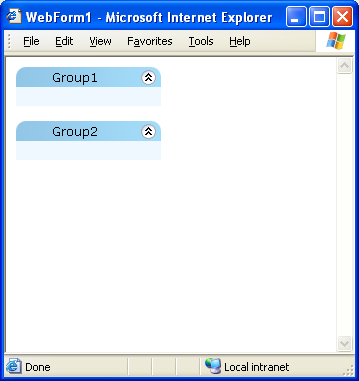 WebForm1 - Microsoft Internet Explorer
File Edit View Favorites Tools Help
Group1
Group2
Done Local intranet